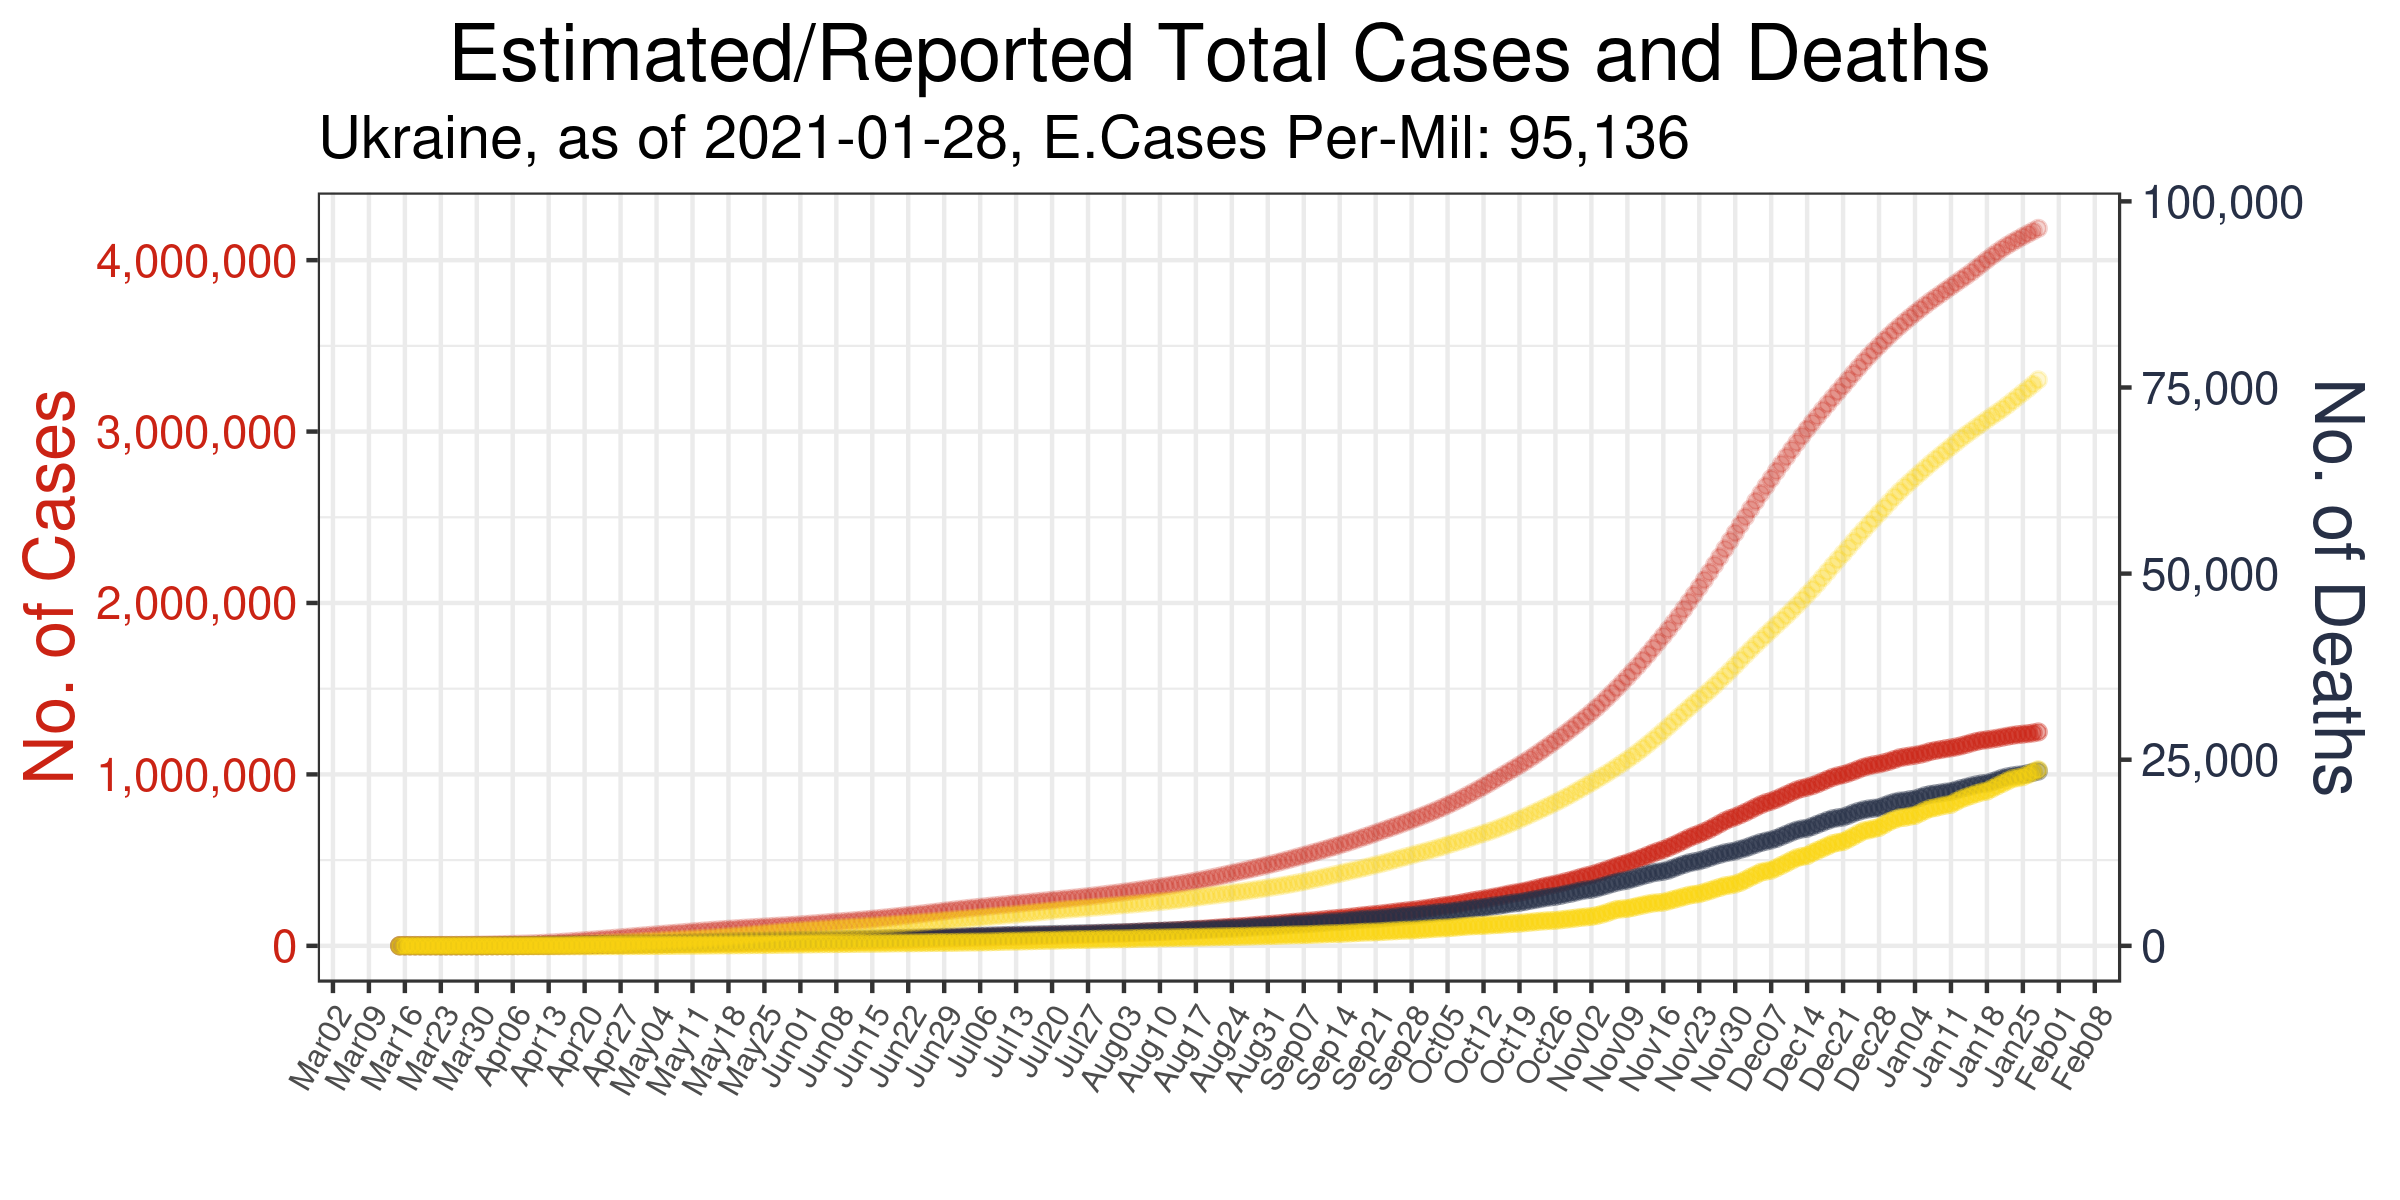 Estimated/Reported Total Cases and Deaths
Ukraine, as of 2021-01-28, E.Cases Per-Mil: 95,136
No. of Cases
4,000,000
3,000,000
2,000,000
1,000,000
0
100,000
75,000
50,000
25,000
0
No. of Deaths
Mar02
Mar09
Mar16
Mar23
Mar30
Apr06
Apr13
Apr20
Apr27
May04
May11
May18
May25
Jun01
Jun08
Jun15
Jun22
Jun29
Jul06
Jul13
Jul20
Jul27
Aug03
Aug10
Aug17
Aug24
Aug31
Sep07
Sep14
Sep21
Sep28
Oct05
Oct12
Oct19
Oct26
Nov02
Nov09
Nov16
Nov23
Nov30
Dec07
Dec14
Dec21
Dec28
Jan04
Jan11
Jan18
Jan25
Feb01
Feb08